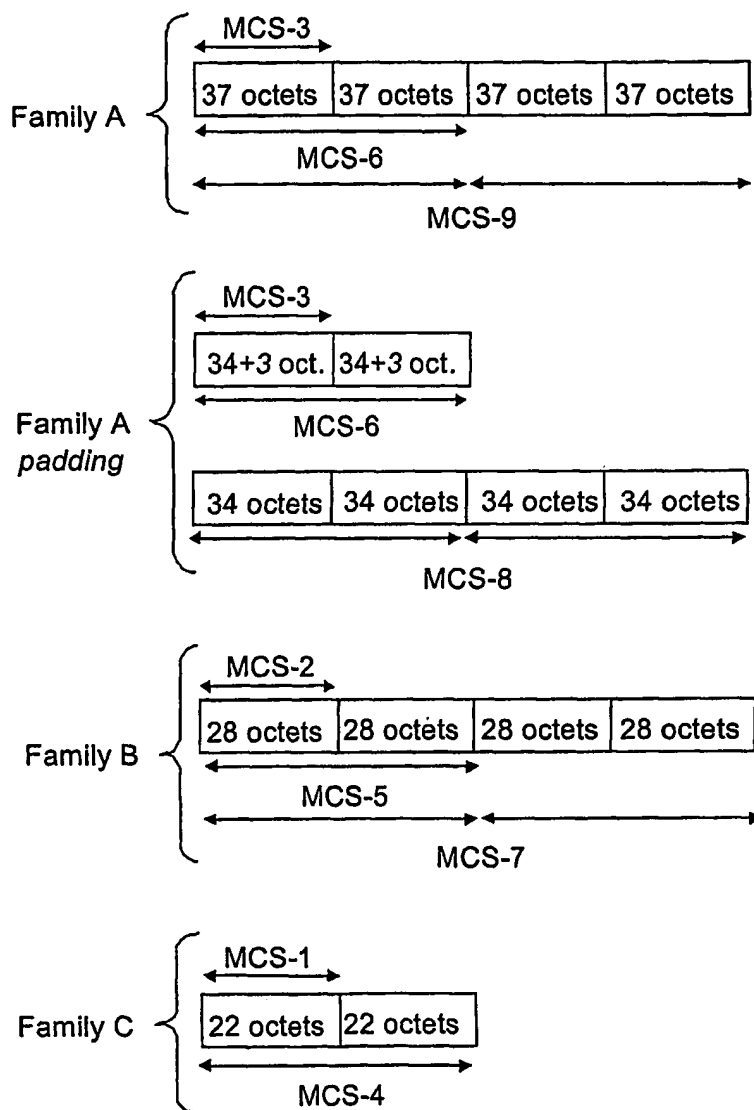 MCS-3
37 octets 37 octets 37 octets 37 octets
Family A
MCS-6
MCS-9
MCS-3
34+3 oct. 34+3 oct.
MCS-6
Family A
padding
34 octets 34 octets 34 octets 34 octets
MCS-8
MCS-2
28 octets 28 octets 28 octets 28 octets
Family B
MCS-5
MCS-7
MCS-1
22 octets 22 octets
Family C
MCS-4